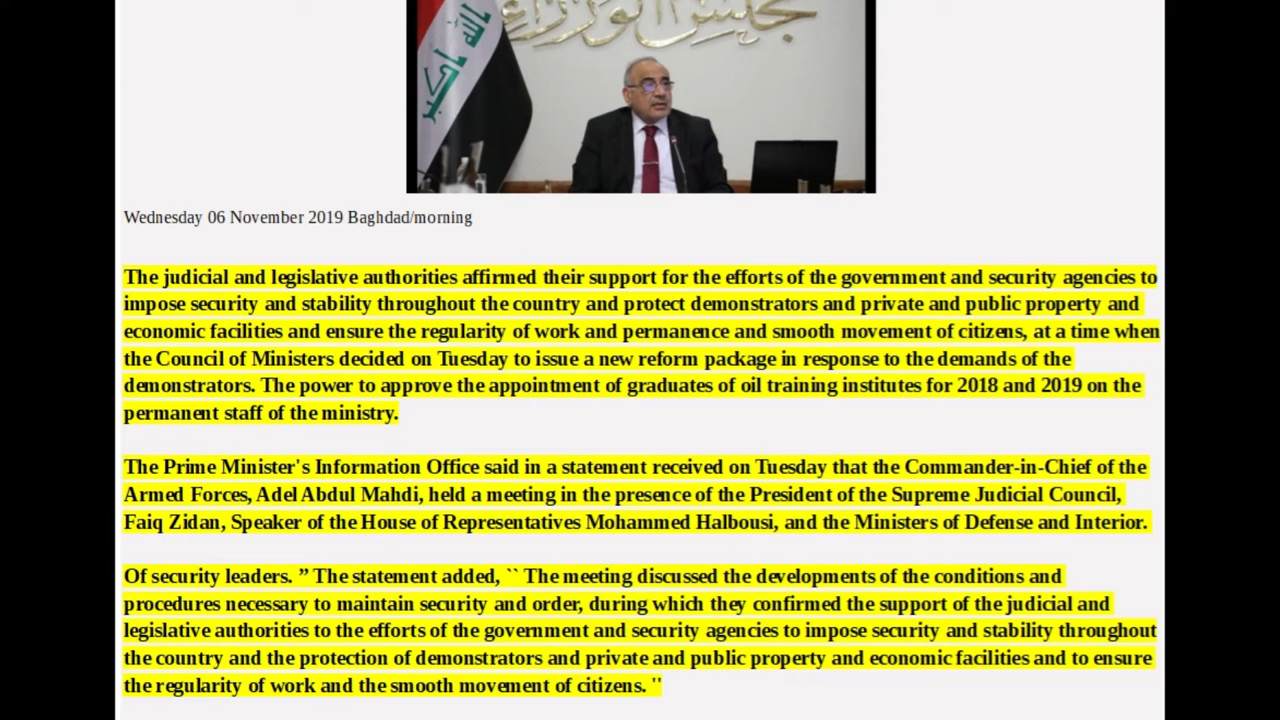 مجلس الوزراء
الله اكبر
Wednesday 06 November 2019 Baghdad/morning
The judicial and legislative authorities affirmed their support for the efforts of the government and security agencies to
impose security and stability throughout the country and protect demonstrators and private and public property and
economic facilities and ensure the regularity of work and permanence and smooth movement of citizens, at a time when
the Council of Ministers decided on Tuesday to issue a new reform package in response to the demands of the
demonstrators. The power to approve the appointment of graduates of oil training institutes for 2018 and 2019 on the
permanent staff of the ministry.
The Prime Minister's Information Office said in a statement received on Tuesday that the Commander-in-Chief of the
Armed Forces, Adel Abdul Mahdi, held a meeting in the presence of the President of the Supreme Judicial Council,
Faiq Zidan, Speaker of the House of Representatives Mohammed Halbousi, and the Ministers of Defense and Interior.
Of security leaders. ” The statement added, `` The meeting discussed the developments of the conditions and
procedures necessary to maintain security and order, during which they confirmed the support of the judicial and
legislative authorities to the efforts of the government and security agencies to impose security and stability throughout
the country and the protection of demonstrators and private and public property and economic facilities and to ensure
the regularity of work and the smooth movement of citizens. ''